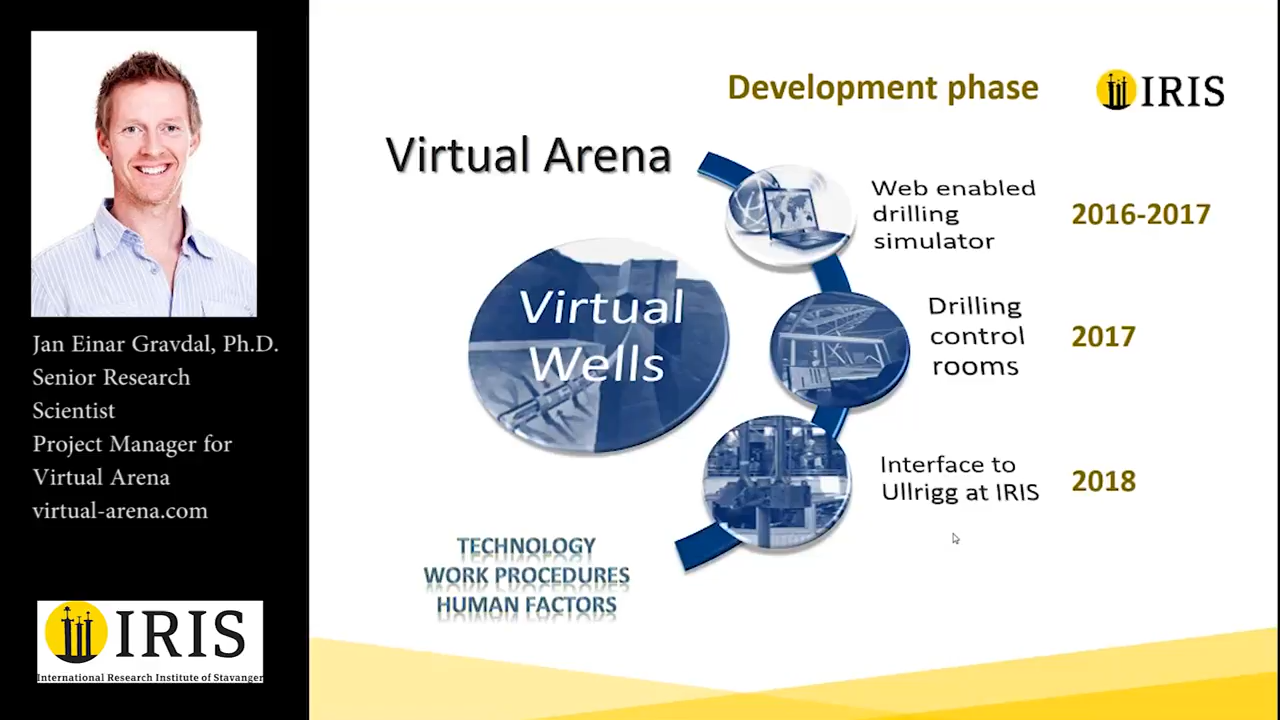 Jan Einar Gravdal, Ph.D.
Senior Research
Scientist
Project Manager for
Virtual Arena
virtual-arena.com
IRIS
International Research Institute of Stavanger
Development phase
IRIS
Virtual Arena
Web enabled
drilling
simulator
2016-2017
Virtual
Wells
Drilling
control
rooms
2017
Interface to
Ullrigg at IRIS
2018
TECHNOLOGY
WORK PROCEDURES
HUMAN FACTORS